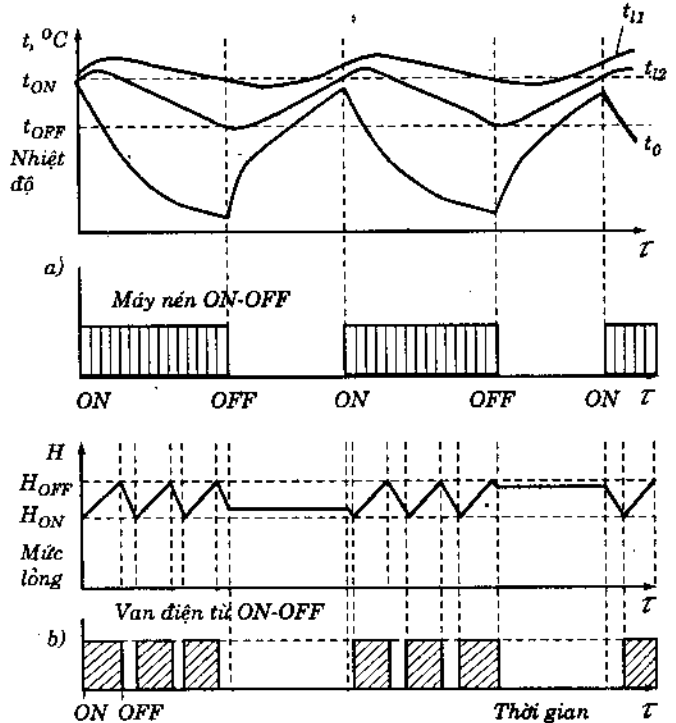 t, °C
t_l1
t_ON
t_l2
t_OFF
Nhiệt
độ
t_0
τ
a)
Máy nén ON-OFF
ON OFF ON OFF ON τ
H
H_OFF
H_ON
Mức
lỏng
τ
Van điện từ ON-OFF
b)
ON OFF Thời gian τ